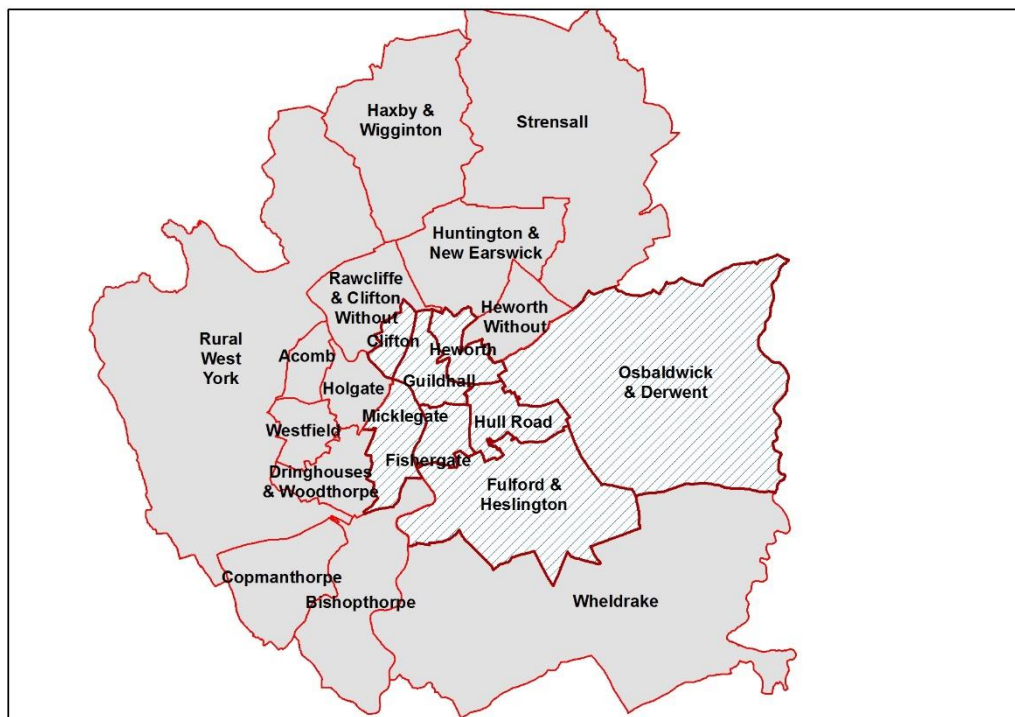 Haxby &
Wigginton
Strensall
Huntington &
New Earswick
Rawcliffe
& Clifton
Without
Heworth
Without
Rural
West
York
Clifton
Heworth
Acomb
Osbaldwick
& Derwent
Holgate
Guildhall
Micklegate
Hull Road
Westfield
Fishergate
Dringhouses
& Woodthorpe
Fulford &
Heslington
Copmanthorpe
Bishopthorpe
Wheldrake